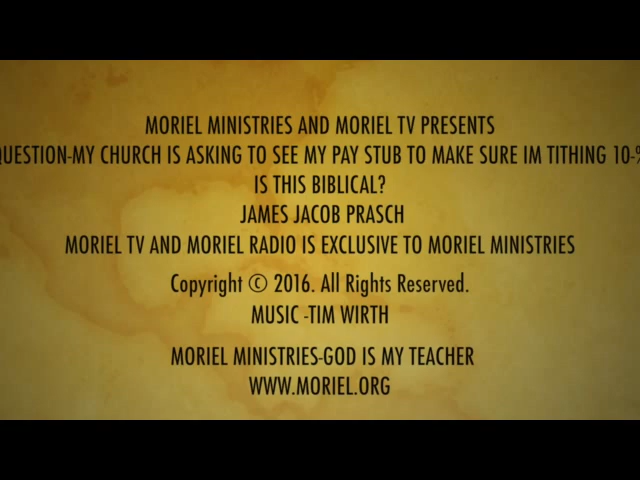 MORIEL MINISTRIES AND MORIEL TV PRESENTS
QUESTION-MY CHURCH IS ASKING TO SEE MY PAY STUB TO MAKE SURE IM TITHING 10-%
IS THIS BIBLICAL?
JAMES JACOB PRASCH
MORIEL TV AND MORIEL RADIO IS EXCLUSIVE TO MORIEL MINISTRIES
Copyright © 2016. All Rights Reserved.
MUSIC -TIM WIRTH
MORIEL MINISTRIES-GOD IS MY TEACHER
WWW.MORIEL.ORG